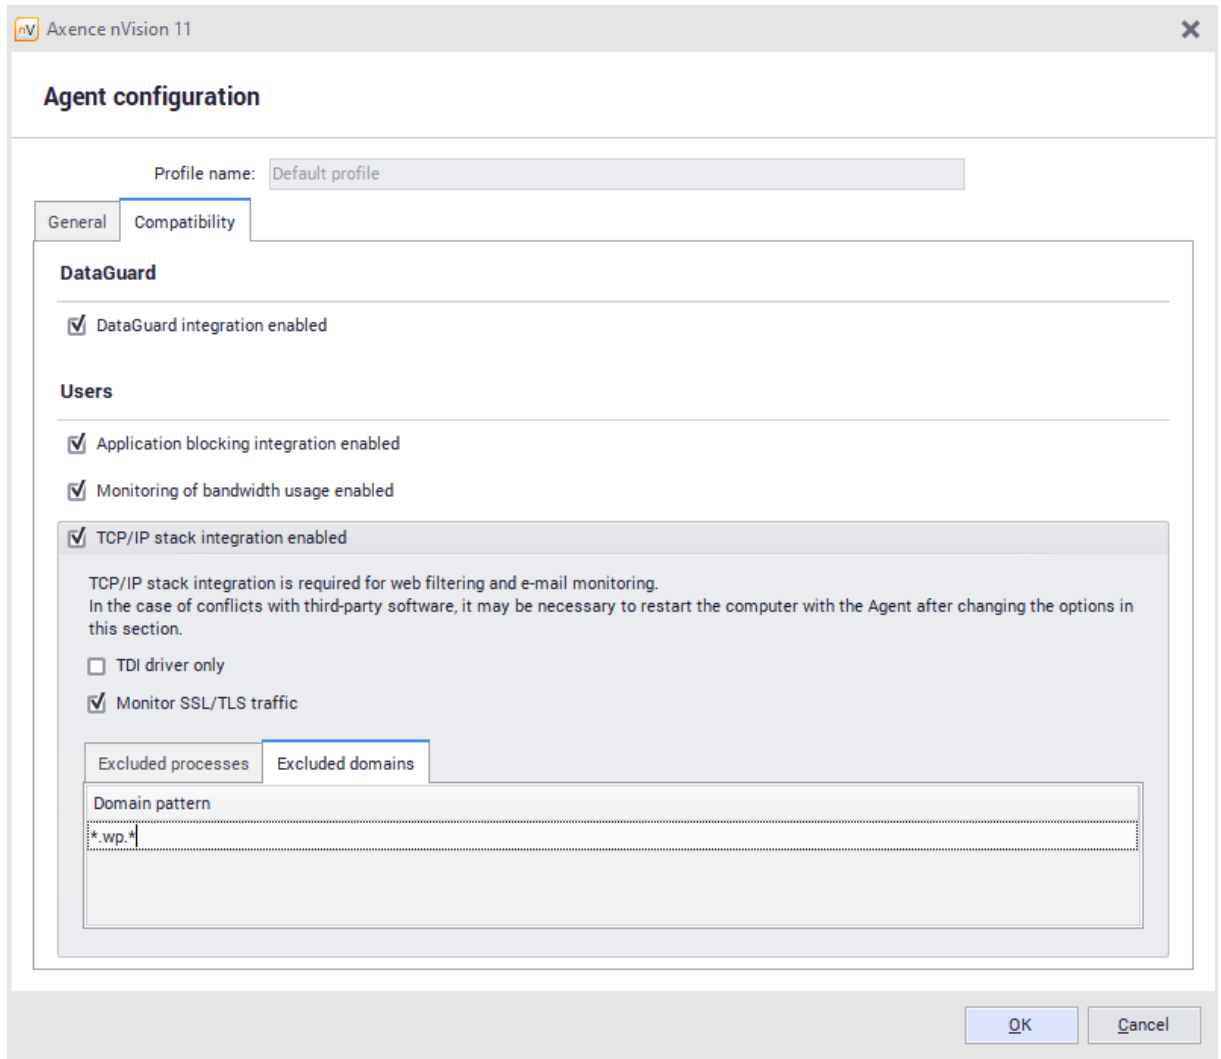 nV Axence nVision 11
Agent configuration
Profile name: Default profile
General Compatibility
DataGuard
DataGuard integration enabled
Users
Application blocking integration enabled
Monitoring of bandwidth usage enabled
TCP/IP stack integration enabled
TCP/IP stack integration is required for web filtering and e-mail monitoring.
In the case of conflicts with third-party software, it may be necessary to restart the computer with the Agent after changing the options in
this section.
TDI driver only
Monitor SSL/TLS traffic
Excluded processes Excluded domains
Domain pattern
*.wp.*
OK Cancel